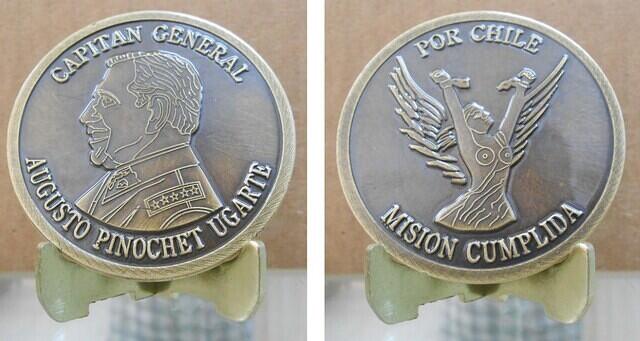 CAPITAN GENERAL
AUGUSTO PINOCHET UGARTE
POR CHILE
MISION CUMPLIDA